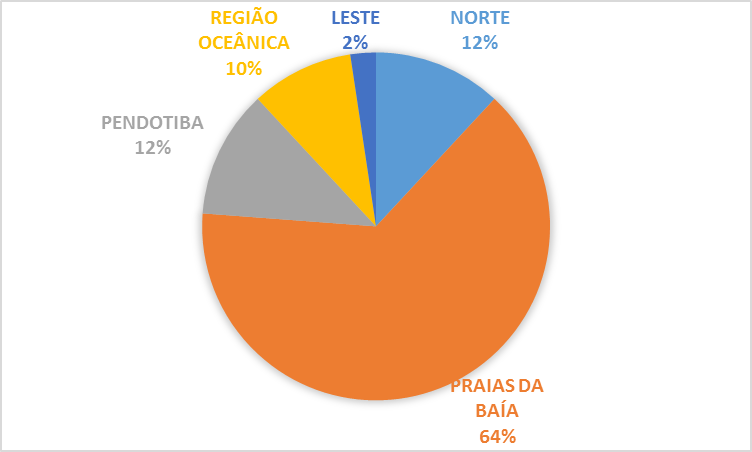 REGIÃO
OCEÂNICA
10%
LESTE
2%
NORTE
12%
PENDOTIBA
12%
PRAIAS DA
BAÍA
64%